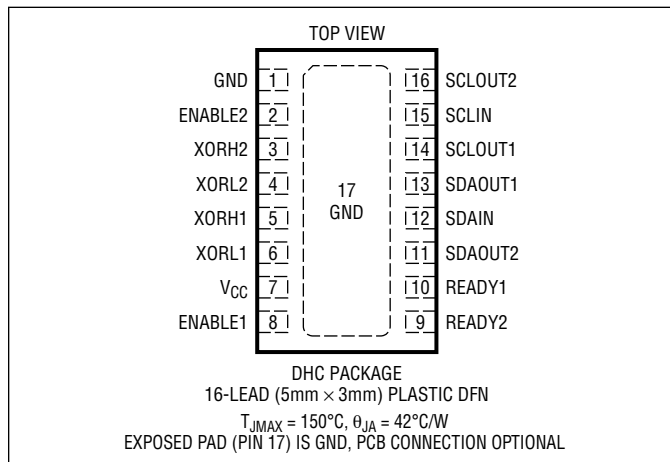 TOP VIEW
GND 1 16 SCLOUT2
ENABLE2 2 15 SCLIN
XORH2 3 14 SCLOUT1
XORL2 4 13 SDAOUT1
17
GND
XORH1 5 12 SDAIN
XORL1 6 11 SDAOUT2
VCC 7 10 READY1
ENABLE1 8 9 READY2
DHC PACKAGE
16-LEAD (5mm × 3mm) PLASTIC DFN
TJMAX = 150°C, θJA = 42°C/W
EXPOSED PAD (PIN 17) IS GND, PCB CONNECTION OPTIONAL